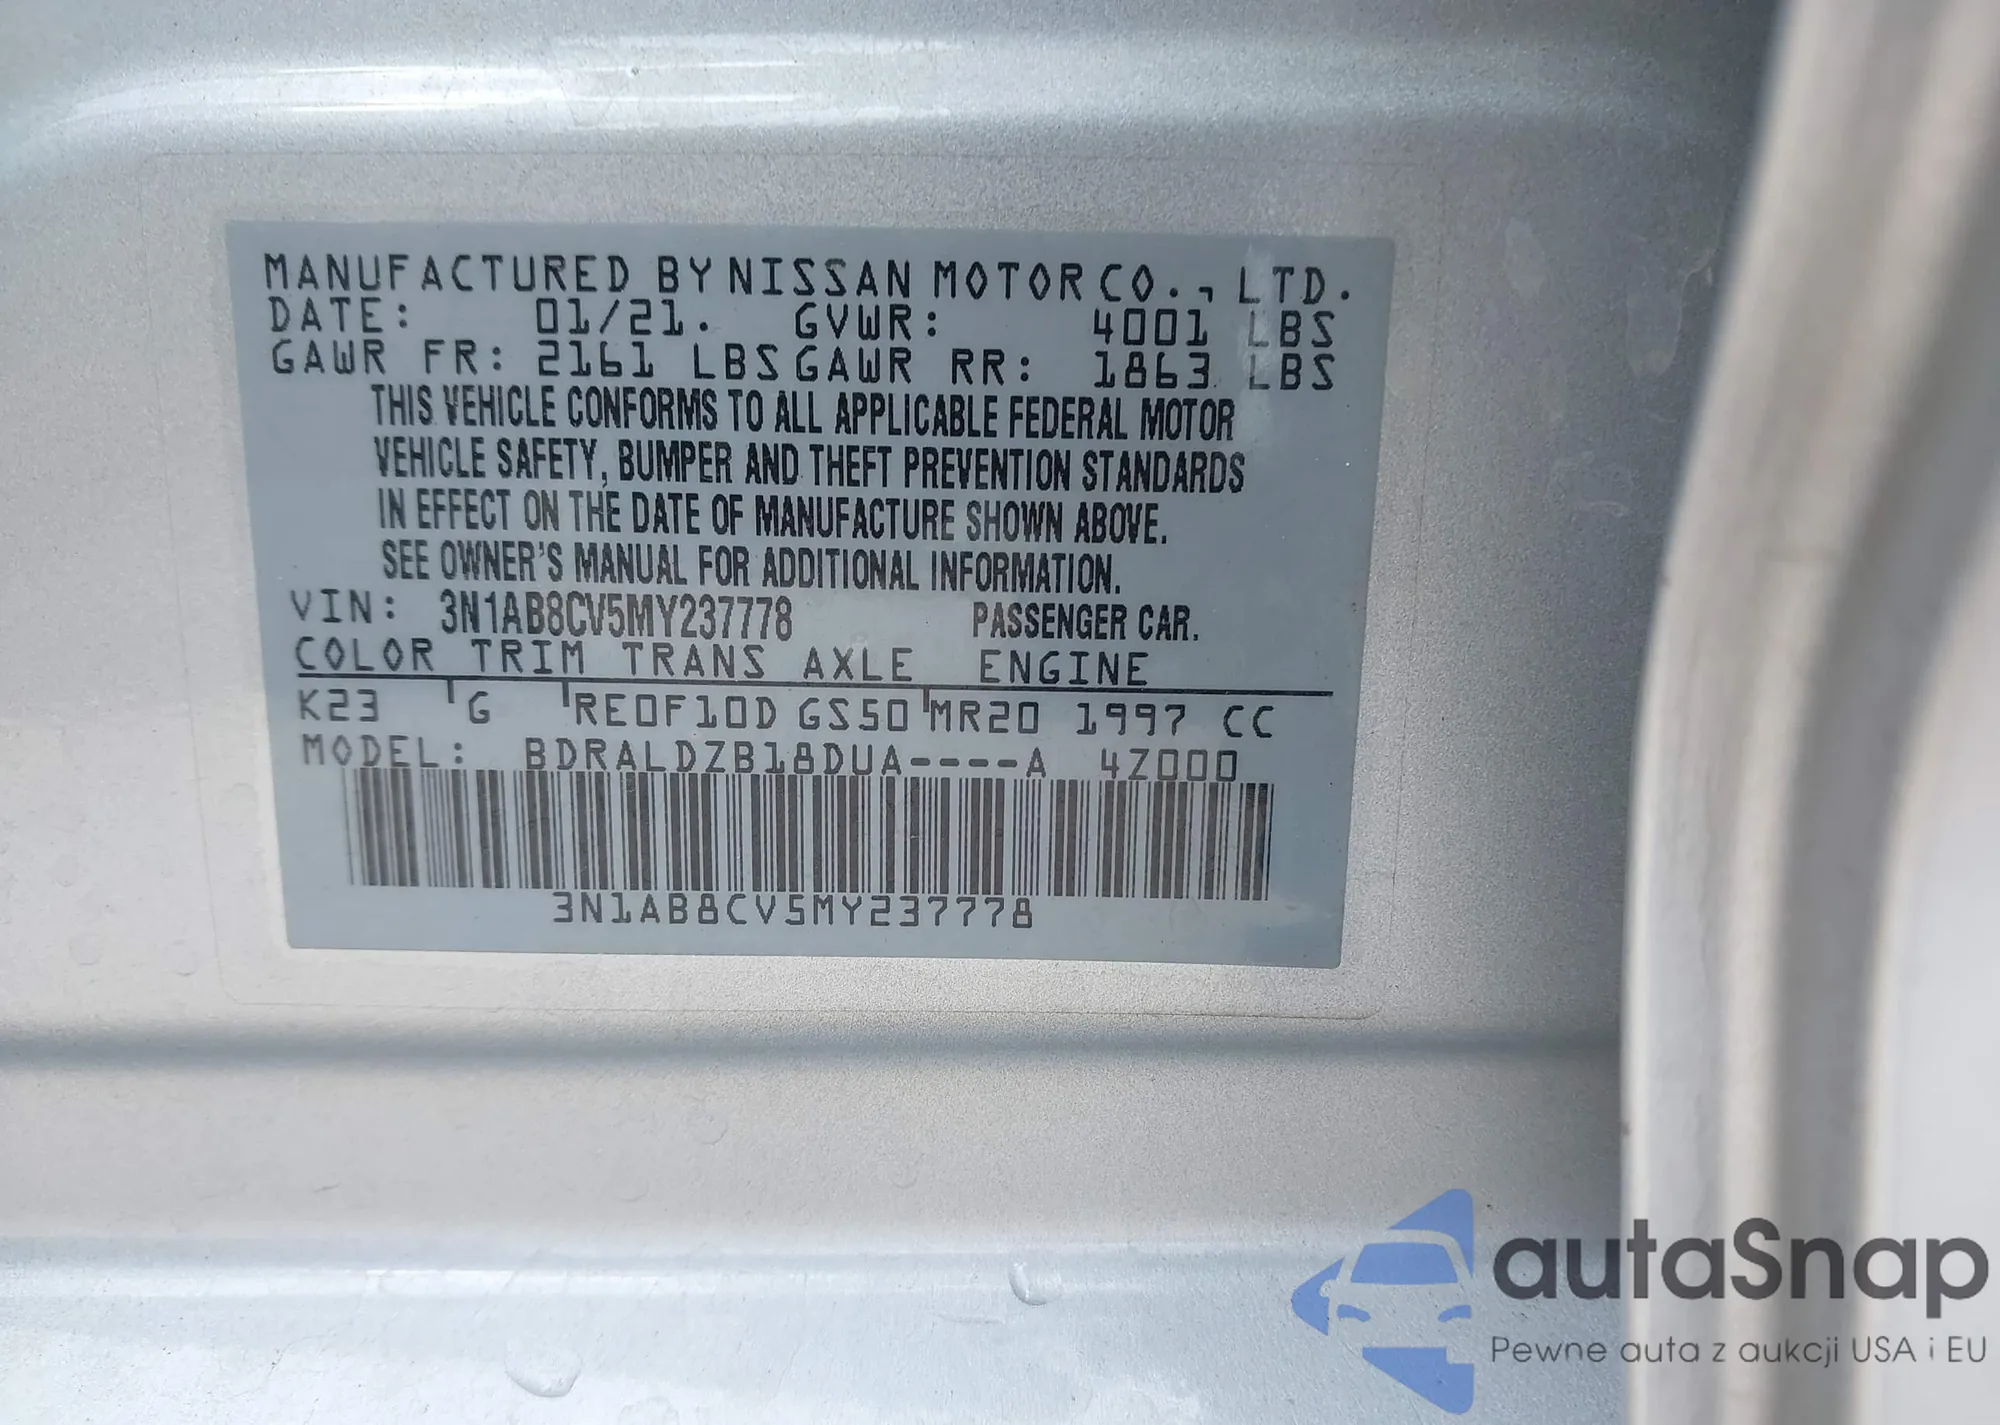 MANUFACTURED BY NISSAN MOTOR CO., LTD.
DATE: 01/21. GVWR: 4001 LBS
GAWR FR: 2161 LBS GAWR RR: 1863 LBS
THIS VEHICLE CONFORMS TO ALL APPLICABLE FEDERAL MOTOR
VEHICLE SAFETY, BUMPER AND THEFT PREVENTION STANDARDS
IN EFFECT ON THE DATE OF MANUFACTURE SHOWN ABOVE.
SEE OWNER'S MANUAL FOR ADDITIONAL INFORMATION.
VIN: 3N1AB8CV5MY237778 PASSENGER CAR.
COLOR TRIM TRANS AXLE ENGINE
K23 G RE0F10D GS50 MR20 1997 CC
MODEL: BDRALDZB18DUA----A 4Z000
3N1AB8CV5MY237778
autaSnap
Pewne auta z aukcji USA i EU